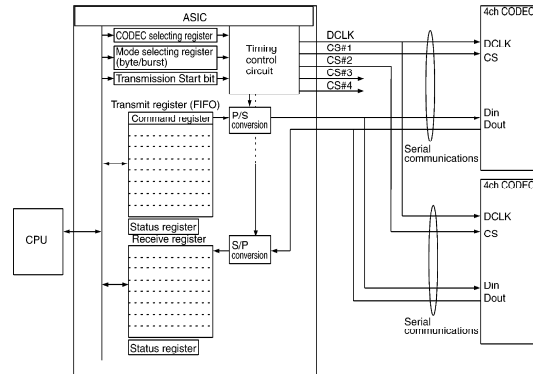 ASIC
4ch CODEC
CODEC selecting register
Mode selecting register
(byte/burst)
Transmission Start bit
Timing
control
circuit
DCLK
CS#1
CS#2
CS#3
CS#4
DCLK
CS
Transmit register (FIFO)
Command register
P/S
conversion
Din
Dout
Serial
communications
4ch CODEC
Status register
Receive register
CPU
S/P
conversion
DCLK
CS
Din
Dout
Serial
communications
Status register